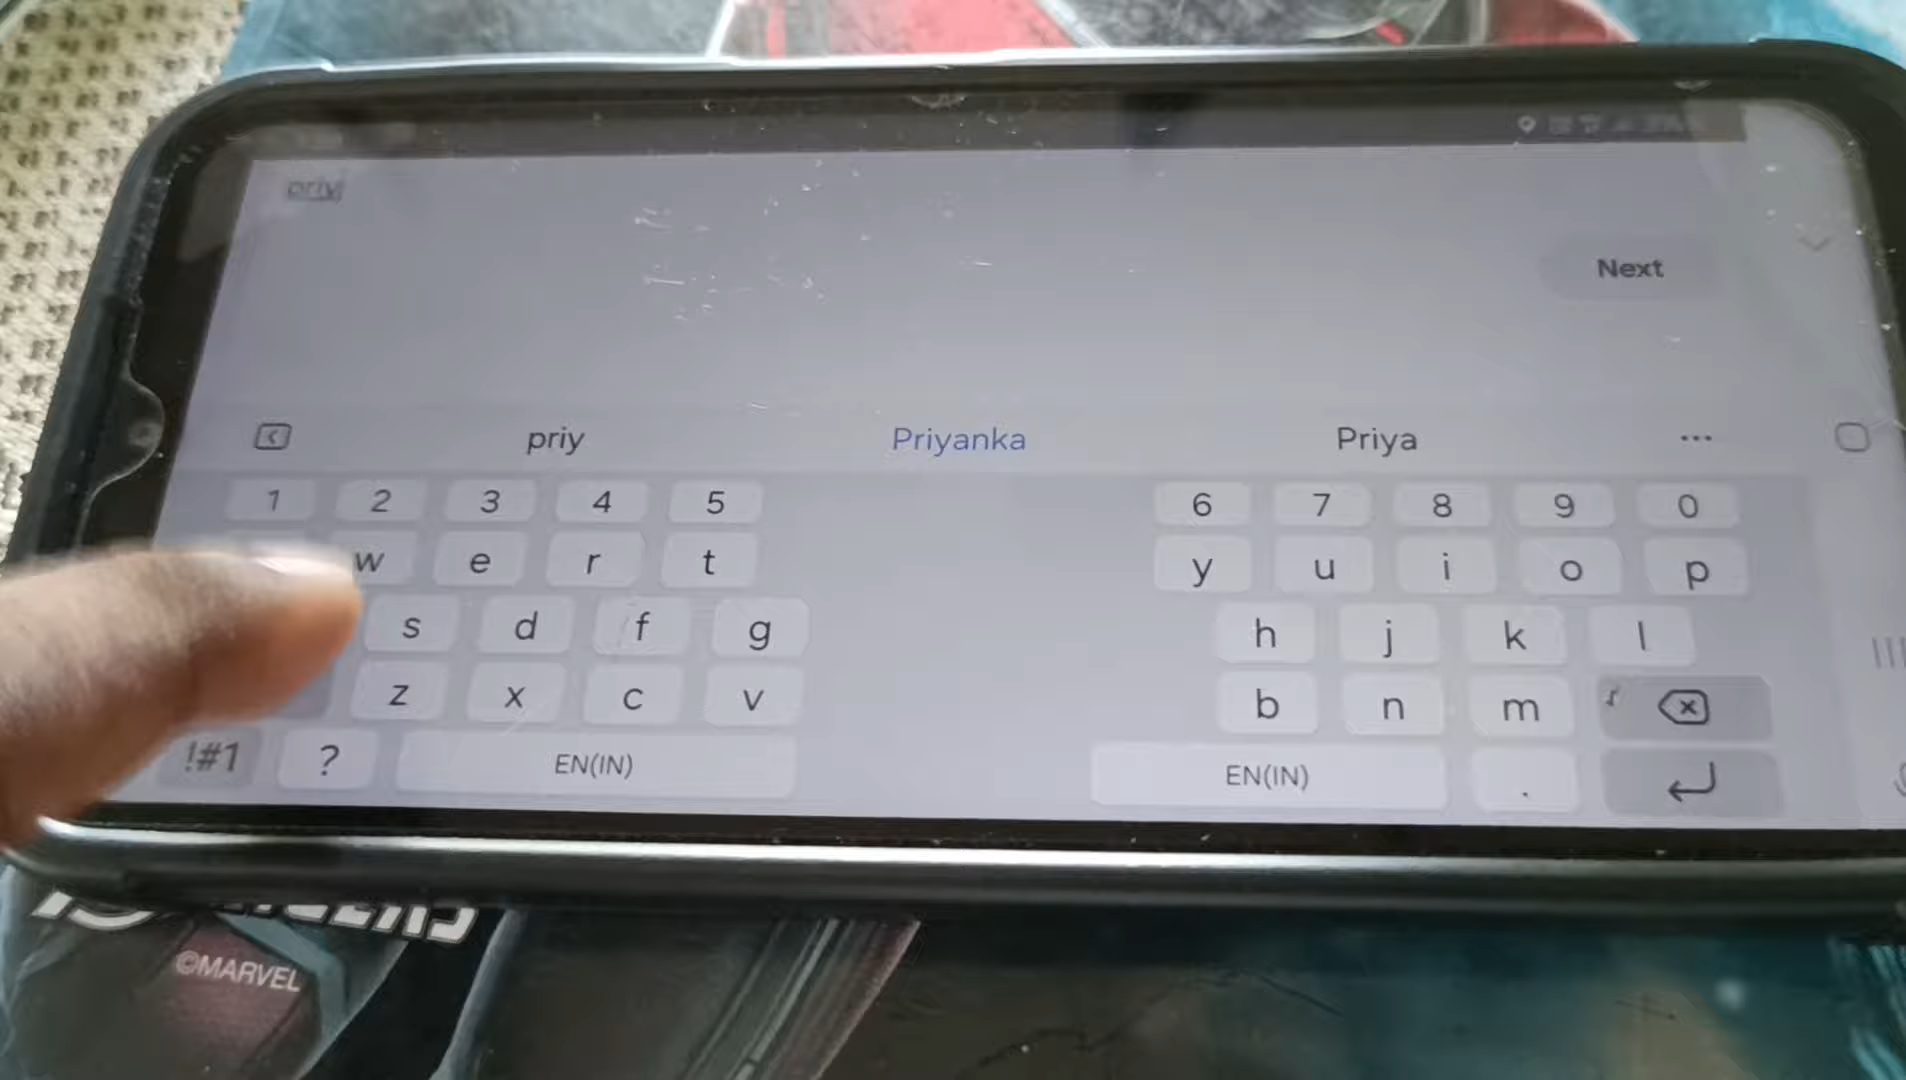 priy
Next
priy Priyanka Priya ...
1 2 3 4 5 6 7 8 9 0
w e r t y u i o p
s d f g h j k l
z x c v b n m
!#1 ? EN(IN) EN(IN) .
©MARVEL